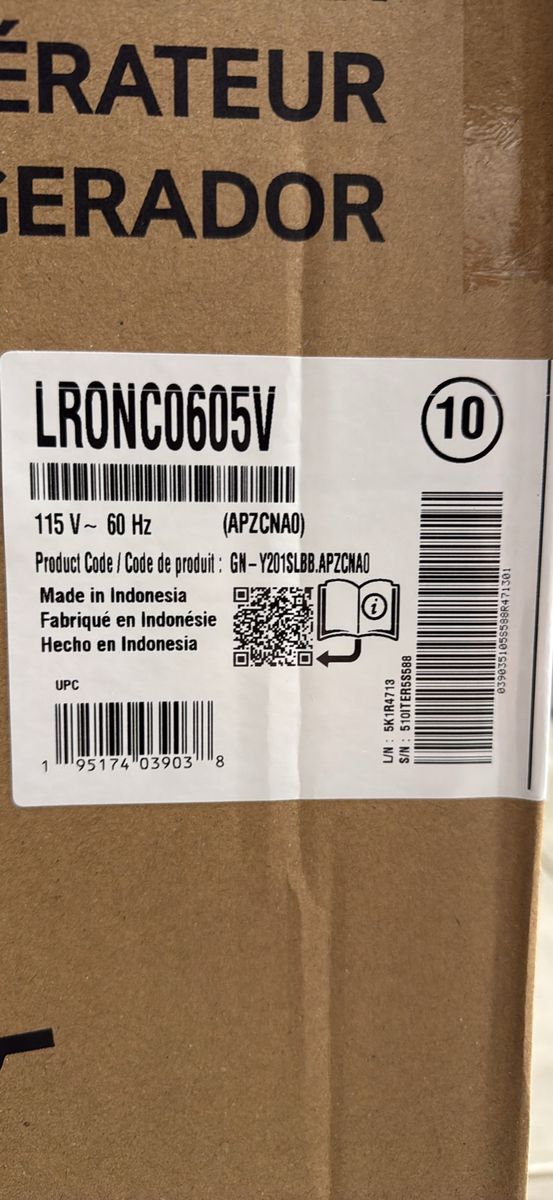 ÉRATEUR
GERADOR
LRONC0605V
10
115 V~ 60 Hz (APZCNA0)
Product Code / Code de produit : GN-Y201SLBB.APZCNA0
Made in Indonesia
Fabriqué en Indonésie
Hecho en Indonesia
UPC
1 95174 03903 8
L/N : 5K1R4713
S/N : 510ITER5S588